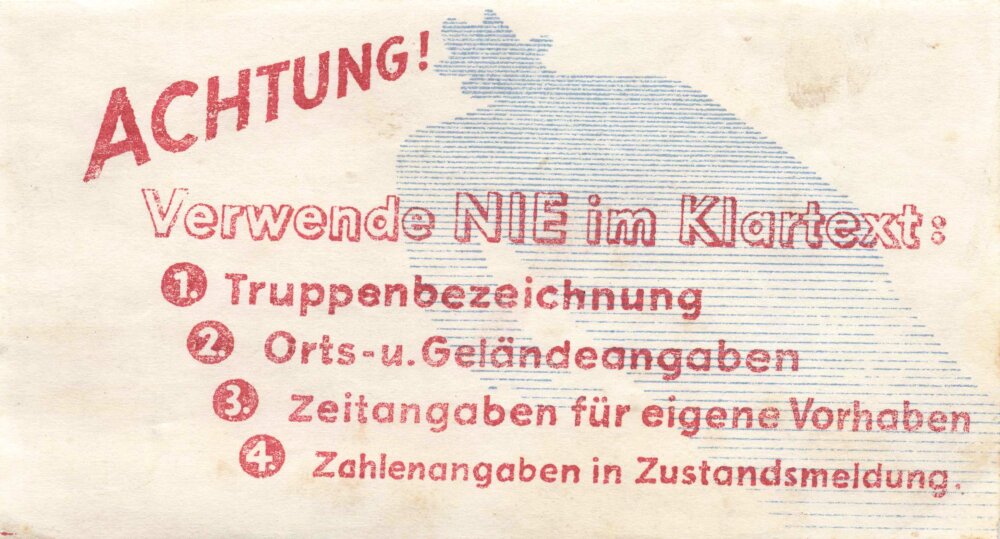 ACHTUNG!
Verwende NIE im Klartext:
1. Truppenbezeichnung
2. Orts-u. Geländeangaben
3. Zeitangaben für eigene Vorhaben
4. Zahlenangaben in Zustandsmeldung.